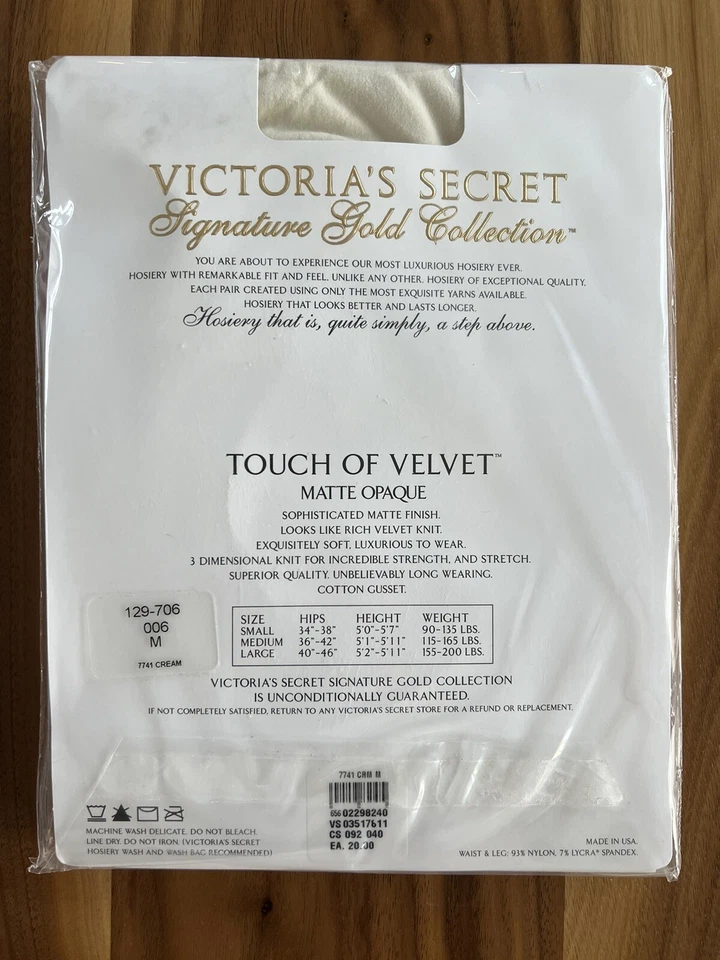 VICTORIA'S SECRET
Signature Gold Collection™
YOU ARE ABOUT TO EXPERIENCE OUR MOST LUXURIOUS HOSIERY EVER.
HOSIERY WITH REMARKABLE FIT AND FEEL. UNLIKE ANY OTHER. HOSIERY OF EXCEPTIONAL QUALITY.
EACH PAIR CREATED USING ONLY THE MOST EXQUISITE YARNS AVAILABLE.
HOSIERY THAT LOOKS BETTER AND LASTS LONGER.
Hosiery that is, quite simply, a step above.
TOUCH OF VELVET™
MATTE OPAQUE
SOPHISTICATED MATTE FINISH.
LOOKS LIKE RICH VELVET KNIT.
EXQUISITELY SOFT, LUXURIOUS TO WEAR.
3 DIMENSIONAL KNIT FOR INCREDIBLE STRENGTH, AND STRETCH.
SUPERIOR QUALITY. UNBELIEVABLY LONG WEARING.
COTTON GUSSET.
129-706
006
M
7741 CREAM
SIZE HIPS HEIGHT WEIGHT
SMALL 34"-38" 5'0"-5'7" 90-135 LBS.
MEDIUM 36"-42" 5'1"-5'11" 115-165 LBS.
LARGE 40"-46" 5'2"-5'11" 155-200 LBS.
VICTORIA'S SECRET SIGNATURE GOLD COLLECTION
IS UNCONDITIONALLY GUARANTEED.
IF NOT COMPLETELY SATISFIED, RETURN TO ANY VICTORIA'S SECRET STORE FOR A REFUND OR REPLACEMENT.
7741 CRM M
656 02298240
VS 03517611
CS 092 040
EA. 20.00
MACHINE WASH DELICATE. DO NOT BLEACH.
LINE DRY. DO NOT IRON. (VICTORIA'S SECRET
HOSIERY WASH AND WASH BAG RECOMMENDED)
MADE IN USA.
WAIST & LEG: 93% NYLON, 7% LYCRA® SPANDEX.